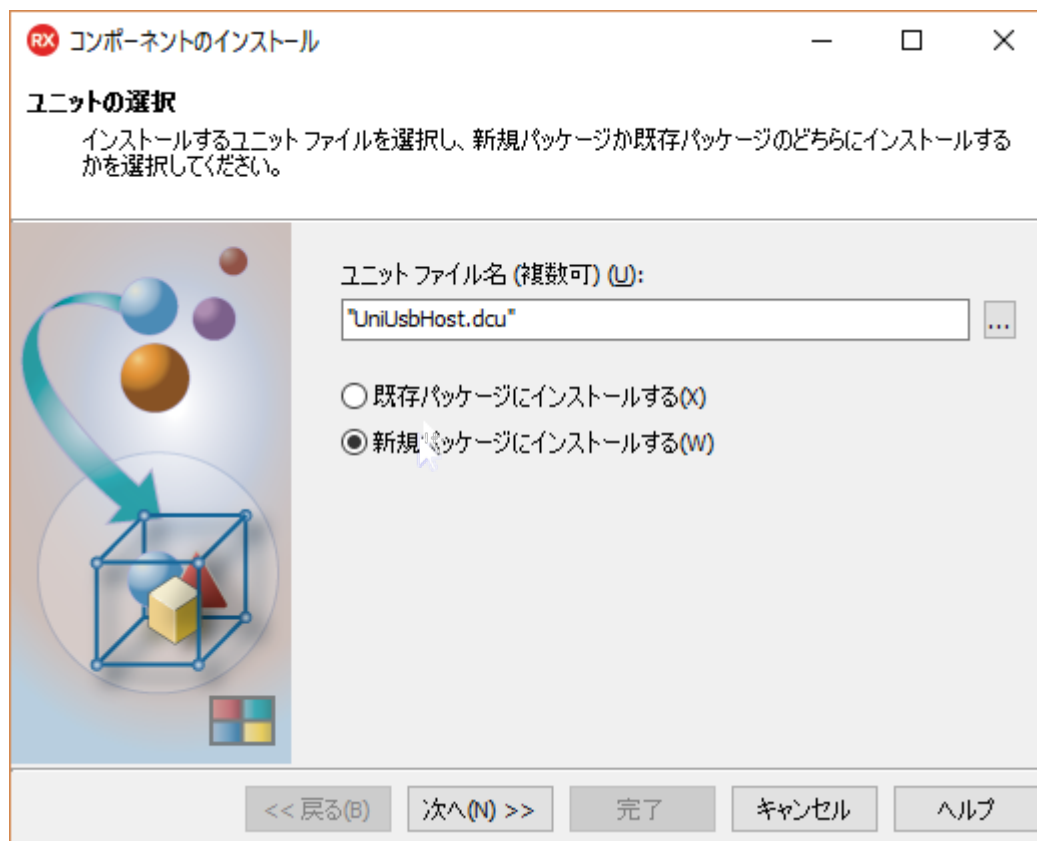 RX コンポーネントのインストール
ユニットの選択
インストールするユニット ファイルを選択し、新規パッケージか既存パッケージのどちらにインストールする
かを選択してください。
ユニット ファイル名 (複数可) (U):
"UniUsbHost.dcu"
...
既存パッケージにインストールする(X)
新規パッケージにインストールする(W)
<< 戻る(B) 次へ(N) >> 完了 キャンセル ヘルプ